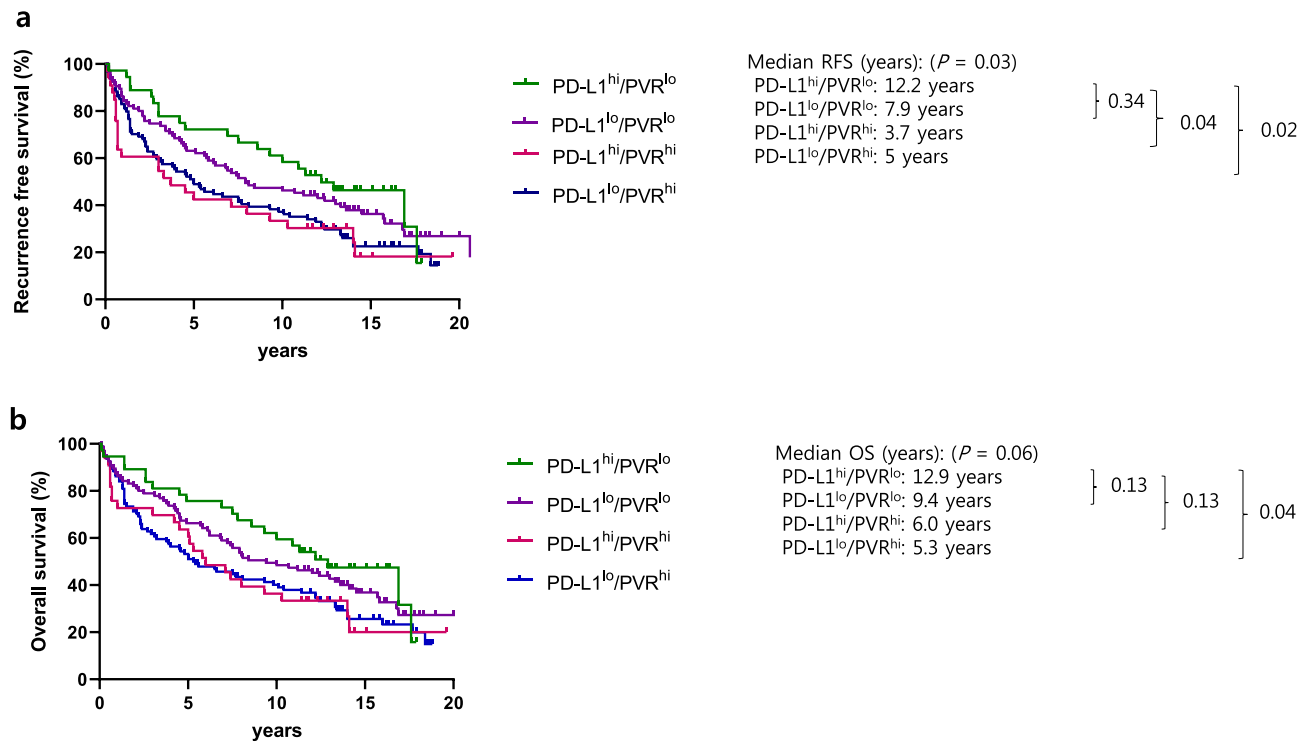 a
Recurrence free survival (%)
100
80
60
40
20
0
0 5 10 15 20
years
PD-L1hi/PVRlo
PD-L1lo/PVRlo
PD-L1hi/PVRhi
PD-L1lo/PVRhi
Median RFS (years): (P = 0.03)
PD-L1hi/PVRlo: 12.2 years
PD-L1lo/PVRlo: 7.9 years
PD-L1hi/PVRhi: 3.7 years
PD-L1lo/PVRhi: 5 years
0.34
0.04
0.02
b
Overall survival (%)
100
80
60
40
20
0
0 5 10 15 20
years
PD-L1hi/PVRlo
PD-L1lo/PVRlo
PD-L1hi/PVRhi
PD-L1lo/PVRhi
Median OS (years): (P = 0.06)
PD-L1hi/PVRlo: 12.9 years
PD-L1lo/PVRlo: 9.4 years
PD-L1hi/PVRhi: 6.0 years
PD-L1lo/PVRhi: 5.3 years
0.13
0.13
0.04